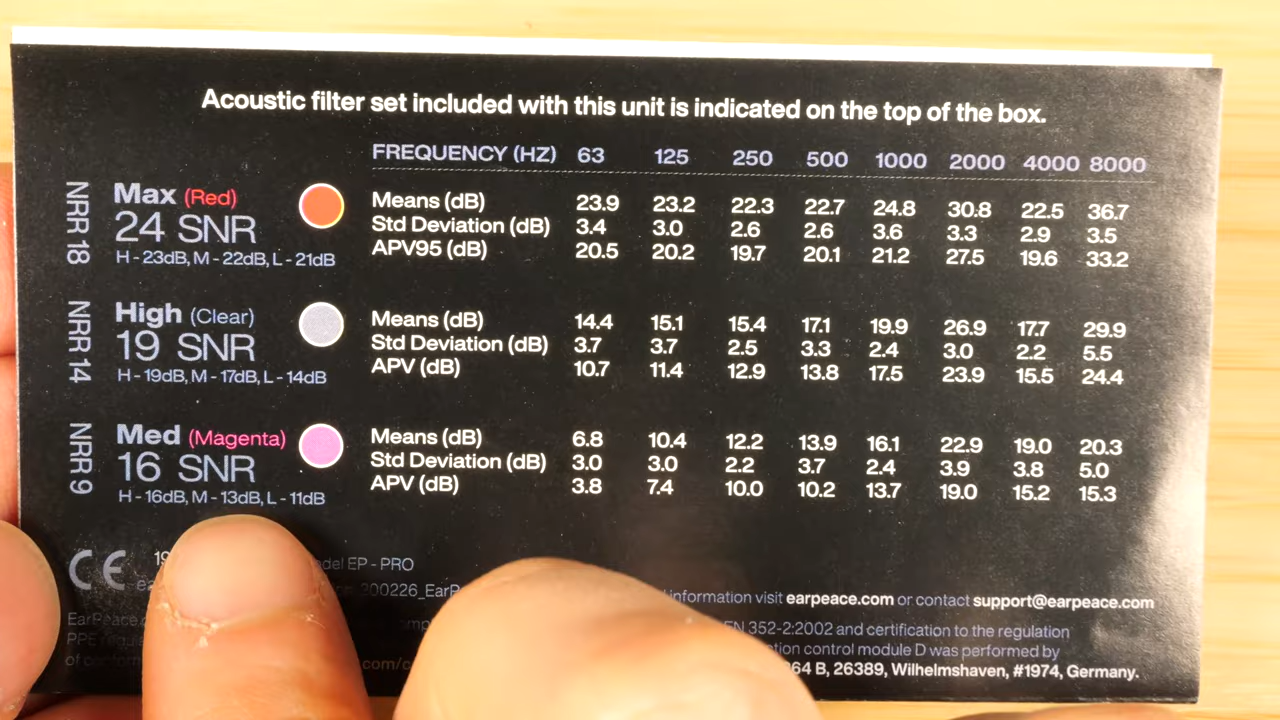 Acoustic filter set included with this unit is indicated on the top of the box.
FREQUENCY (HZ) 63 125 250 500 1000 2000 4000 8000
NRR 18
Max (Red)
24 SNR
H - 23dB, M - 22dB, L - 21dB
Means (dB) 23.9 23.2 22.3 22.7 24.8 30.8 22.5 36.7
Std Deviation (dB) 3.4 3.0 2.6 2.6 3.6 3.3 2.9 3.5
APV95 (dB) 20.5 20.2 19.7 20.1 21.2 27.5 19.6 33.2
NRR 14
High (Clear)
19 SNR
H - 19dB, M - 17dB, L - 14dB
Means (dB) 14.4 15.1 15.4 17.1 19.9 26.9 17.7 29.9
Std Deviation (dB) 3.7 3.7 2.5 3.3 2.4 3.0 2.2 5.5
APV (dB) 10.7 11.4 12.9 13.8 17.5 23.9 15.5 24.4
NRR 9
Med (Magenta)
16 SNR
H - 16dB, M - 13dB, L - 11dB
Means (dB) 6.8 10.4 12.2 13.9 16.1 22.9 19.0 20.3
Std Deviation (dB) 3.0 3.0 2.2 3.7 2.4 3.9 3.8 5.0
APV (dB) 3.8 7.4 10.0 10.2 13.7 19.0 15.2 15.3
CE EP - PRO
information visit earpeace.com or contact support@earpeace.com
EN 352-2:2002 and certification to the regulation
PPE control module D was performed by
of 64 B, 26389, Wilhelmshaven, #1974, Germany.